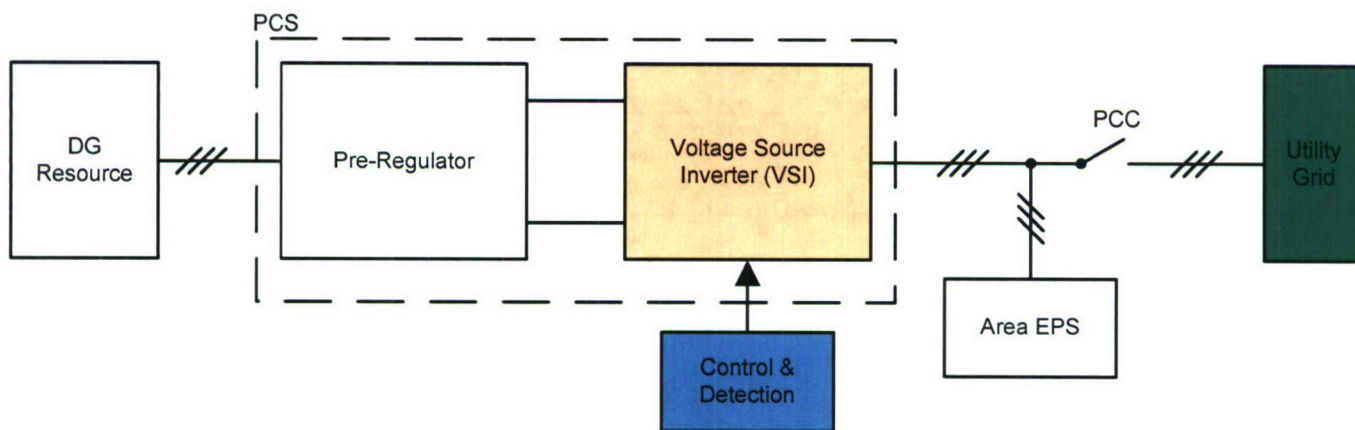 PCS
DG
Resource
Pre-Regulator
Voltage Source
Inverter (VSI)
PCC
Utility
Grid
Area EPS
Control &
Detection